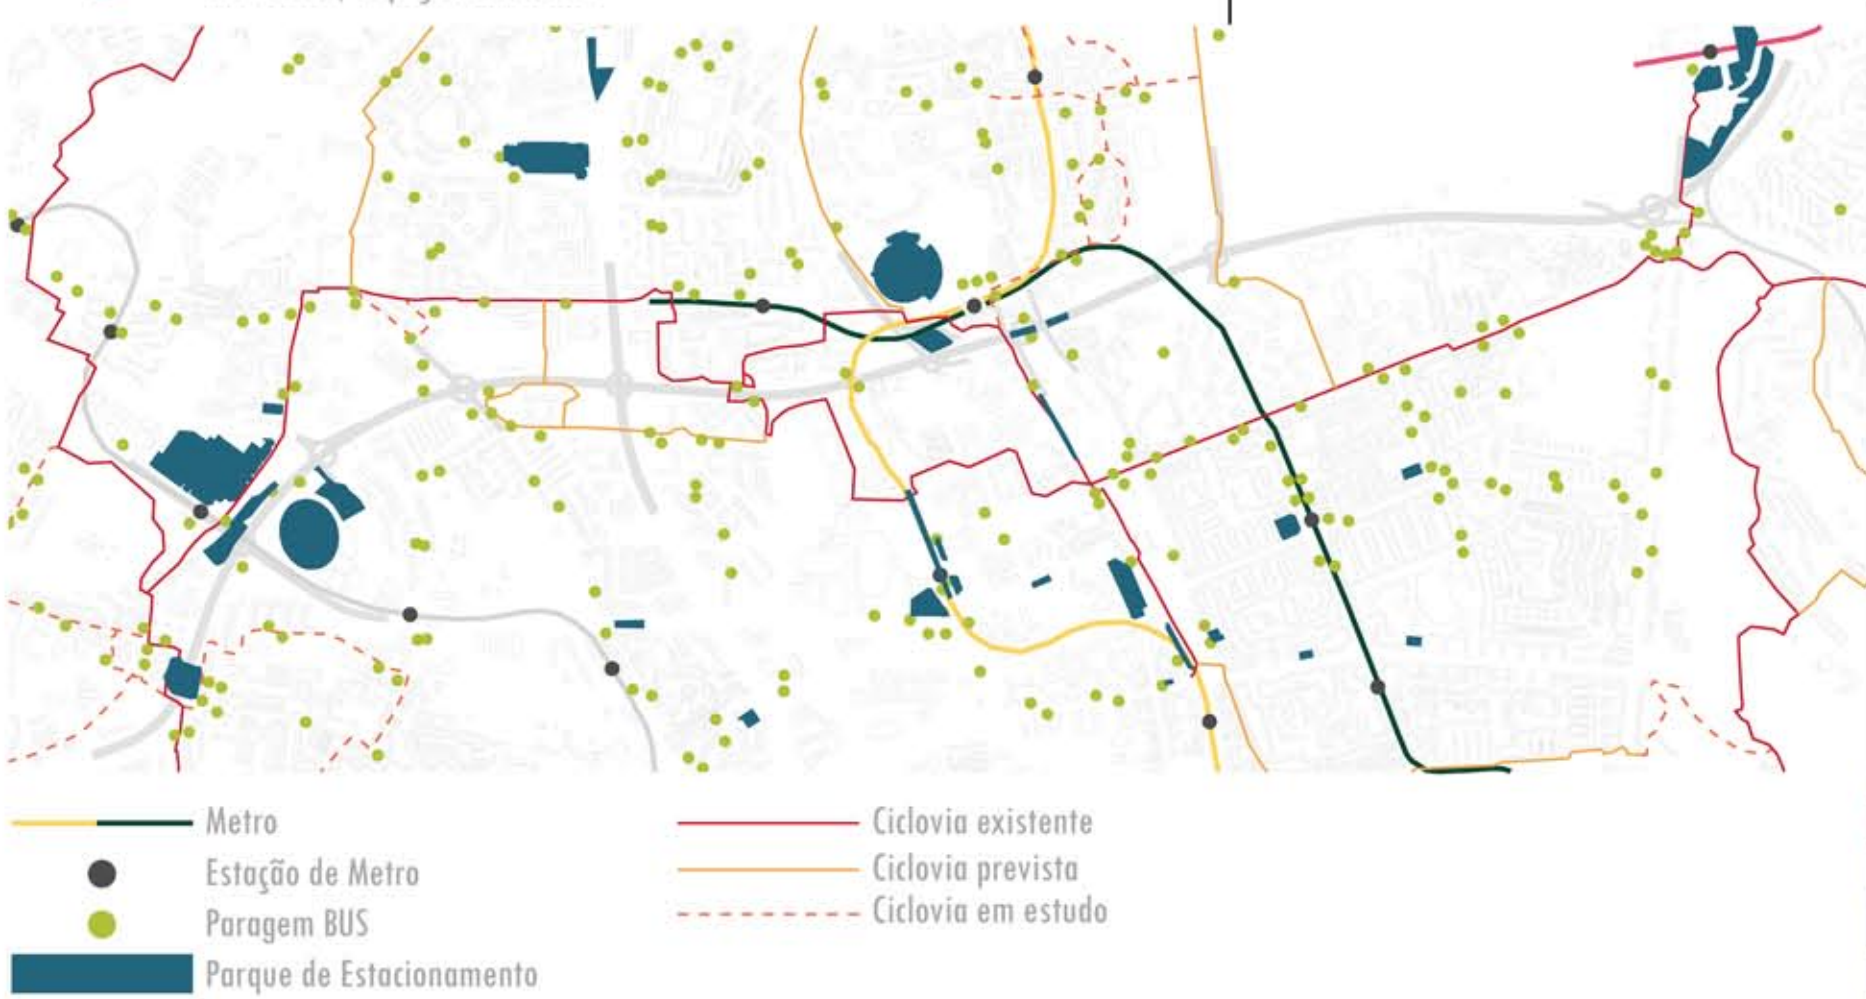 Metro
Estação de Metro
Paragem BUS
Parque de Estacionamento
Ciclovia existente
Ciclovia prevista
Ciclovia em estudo